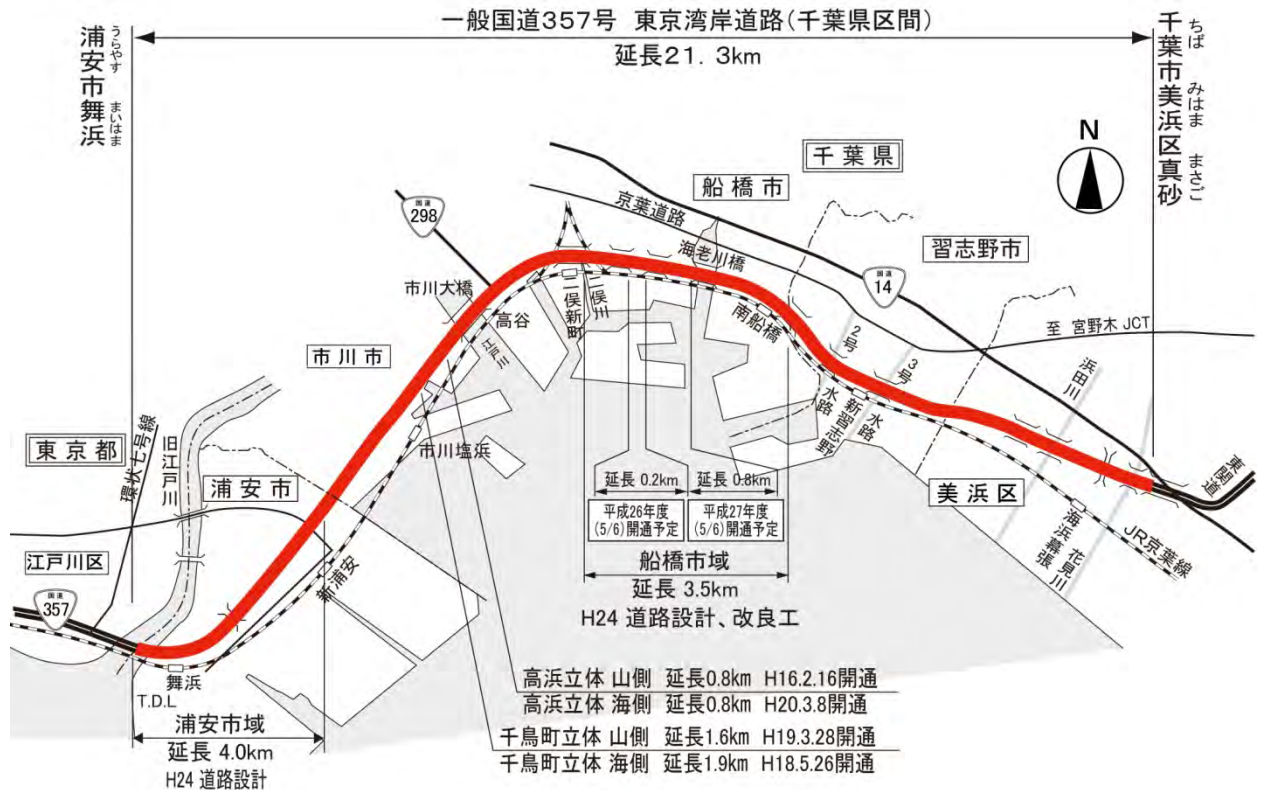 一般国道357号 東京湾岸道路(千葉県区間)
延長21. 3km
浦安市舞浜
うらやす
まいはま
千葉市美浜区真砂
ちば
みはま
まさご
N
千葉県
船橋市
習志野市
国道
298
京葉道路
海老川橋
国道
14
市川大橋
高谷
二俣新町
二俣川
南船橋
至 宮野木 JCT
市川市
江戸川
2号
水路
3号
水路
新習志野
浜田川
東京都
環状七号線
旧江戸川
浦安市
市川塩浜
延長 0.2km
延長 0.8km
平成26年度
(5/6)開通予定
平成27年度
(5/6)開通予定
美浜区
東関道
海浜幕張
花見川
JR京葉線
江戸川区
国道
357
新浦安
船橋市域
延長 3.5km
H24 道路設計、改良工
舞浜
T.D.L
浦安市域
延長 4.0km
H24 道路設計
高浜立体 山側 延長0.8km H16.2.16開通
高浜立体 海側 延長0.8km H20.3.8開通
千鳥町立体 山側 延長1.6km H19.3.28開通
千鳥町立体 海側 延長1.9km H18.5.26開通